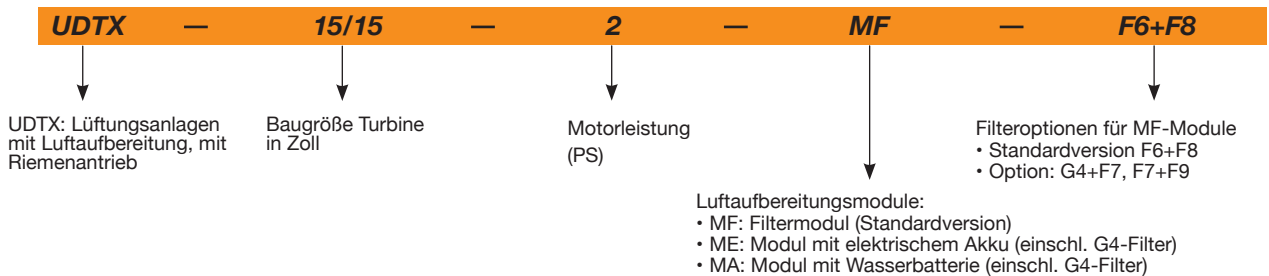 UDTX — 15/15 — 2 — MF — F6+F8
UDTX: Lüftungsanlagen
mit Luftaufbereitung, mit
Riemenantrieb
Baugröße Turbine
in Zoll
Motorleistung
(PS)
Luftaufbereitungsmodule:
• MF: Filtermodul (Standardversion)
• ME: Modul mit elektrischem Akku (einschl. G4-Filter)
• MA: Modul mit Wasserbatterie (einschl. G4-Filter)
Filteroptionen für MF-Module
• Standardversion F6+F8
• Option: G4+F7, F7+F9